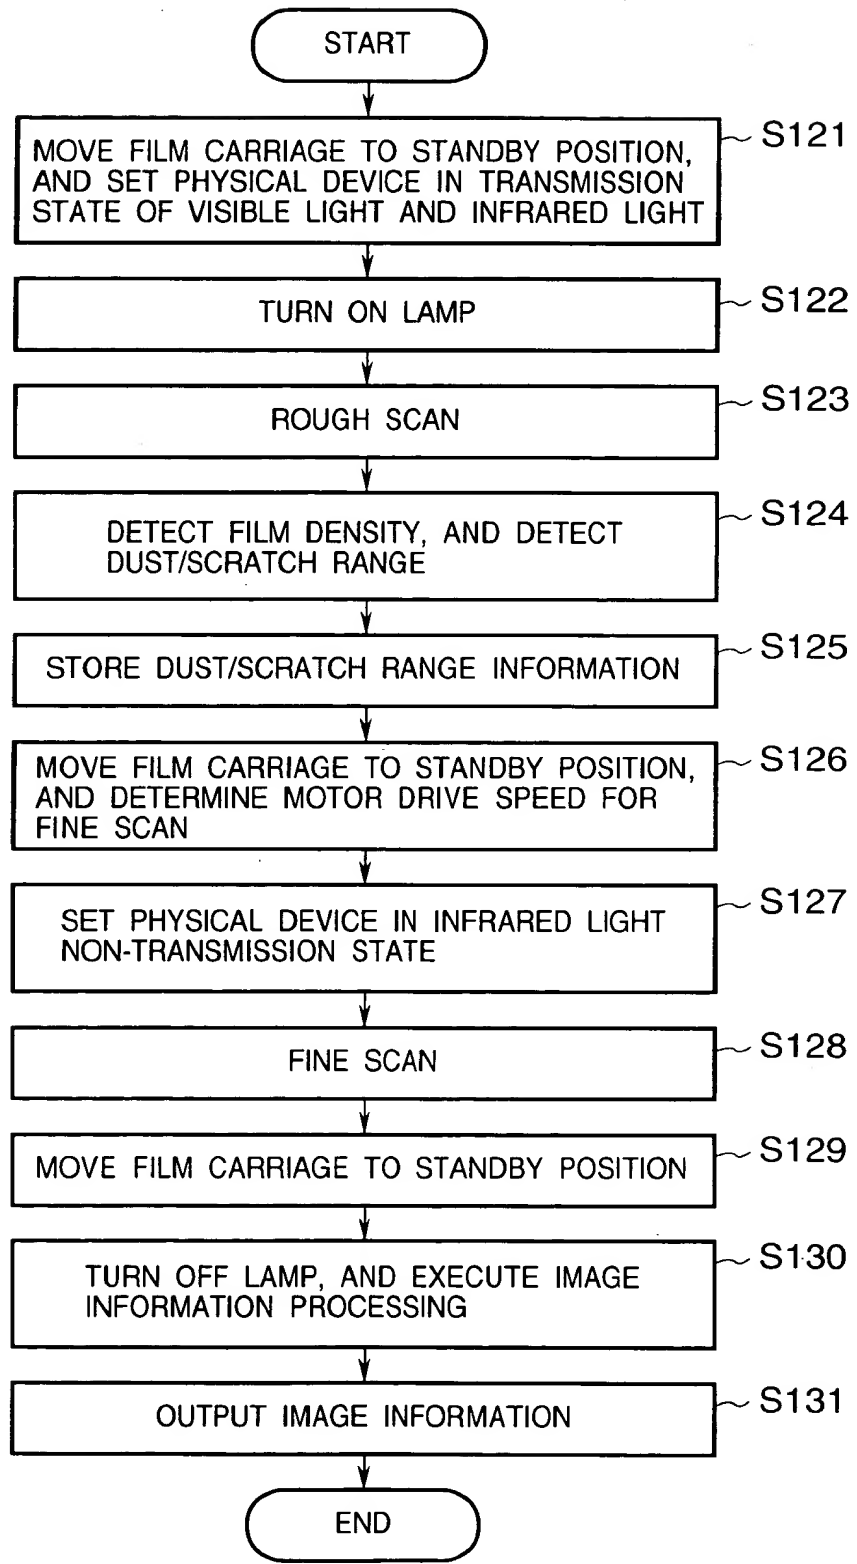 START
S121
MOVE FILM CARRIAGE TO STANDBY POSITION,
AND SET PHYSICAL DEVICE IN TRANSMISSION
STATE OF VISIBLE LIGHT AND INFRARED LIGHT
S122
TURN ON LAMP
S123
ROUGH SCAN
S124
DETECT FILM DENSITY, AND DETECT
DUST/SCRATCH RANGE
S125
STORE DUST/SCRATCH RANGE INFORMATION
S126
MOVE FILM CARRIAGE TO STANDBY POSITION,
AND DETERMINE MOTOR DRIVE SPEED FOR
FINE SCAN
S127
SET PHYSICAL DEVICE IN INFRARED LIGHT
NON-TRANSMISSION STATE
S128
FINE SCAN
S129
MOVE FILM CARRIAGE TO STANDBY POSITION
S130
TURN OFF LAMP, AND EXECUTE IMAGE
INFORMATION PROCESSING
S131
OUTPUT IMAGE INFORMATION
END